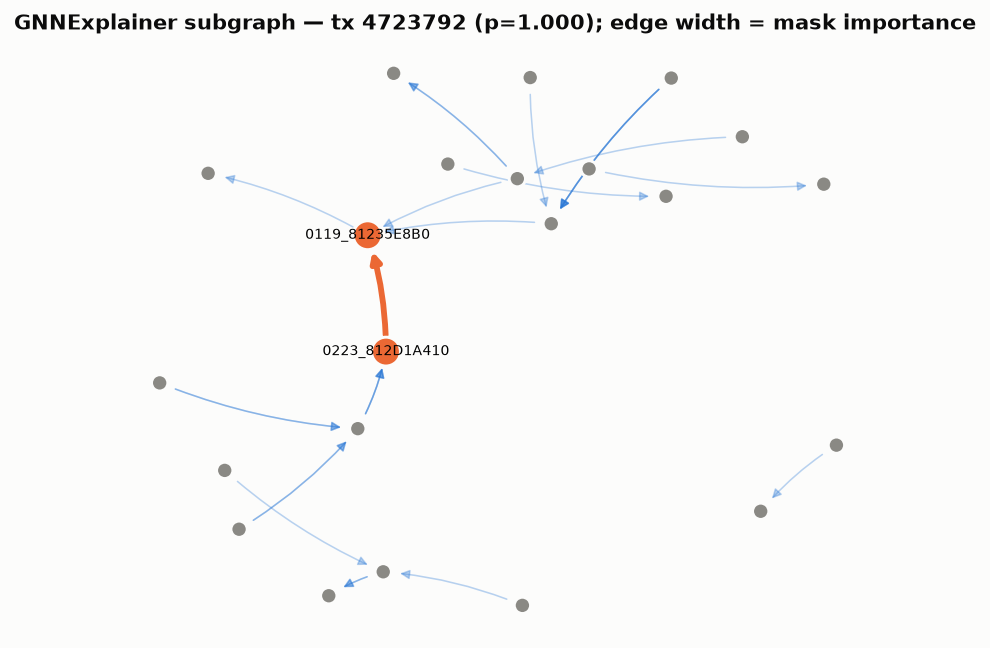 GNNExplainer subgraph — tx 4723792 (p=1.000); edge width = mask importance
0119_81235E8B0
0223_812D1A410